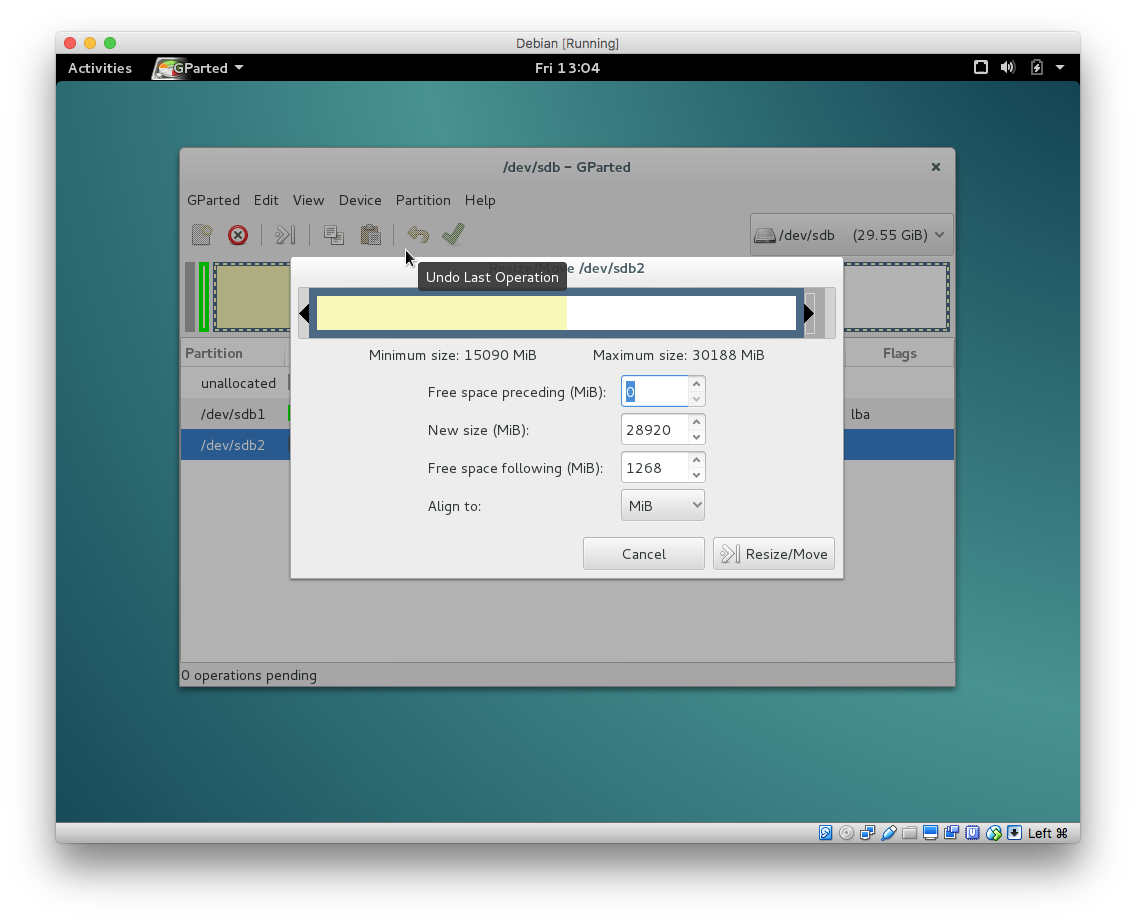 Debian [Running]
Activities GParted Fri 13:04
/dev/sdb – GParted
GParted Edit View Device Partition Help
/dev/sdb (29.55 GiB)
/dev/sdb2
Undo Last Operation
Minimum size: 15090 MiB Maximum size: 30188 MiB
Partition Flags
unallocated
/dev/sdb1 lba
/dev/sdb2
Free space preceding (MiB): 0
New size (MiB): 28920
Free space following (MiB): 1268
Align to: MiB
Cancel Resize/Move
0 operations pending
Left ⌘